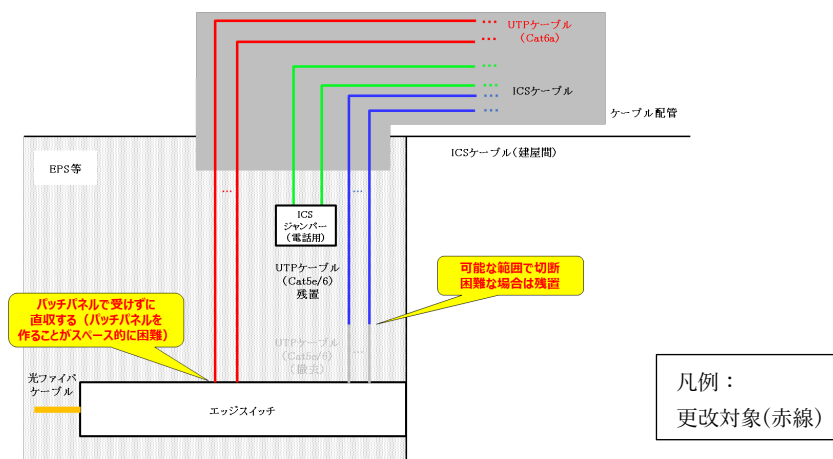 UTPケーブル
(Cat6a)
ICSケーブル
ケーブル配管
ICSケーブル(建屋間)
EPS等
ICS
ジャンパー
(電話用)
UTPケーブル
(Cat5e/6)
残置
可能な範囲で切断
困難な場合は残置
パッチパネルで受けずに
直収する（パッチパネルを
作ることがスペース的に困難）
UTPケーブル
(Cat5e/6)
(撤去)
光ファイバ
ケーブル
エッジスイッチ
凡例：
更改対象(赤線)